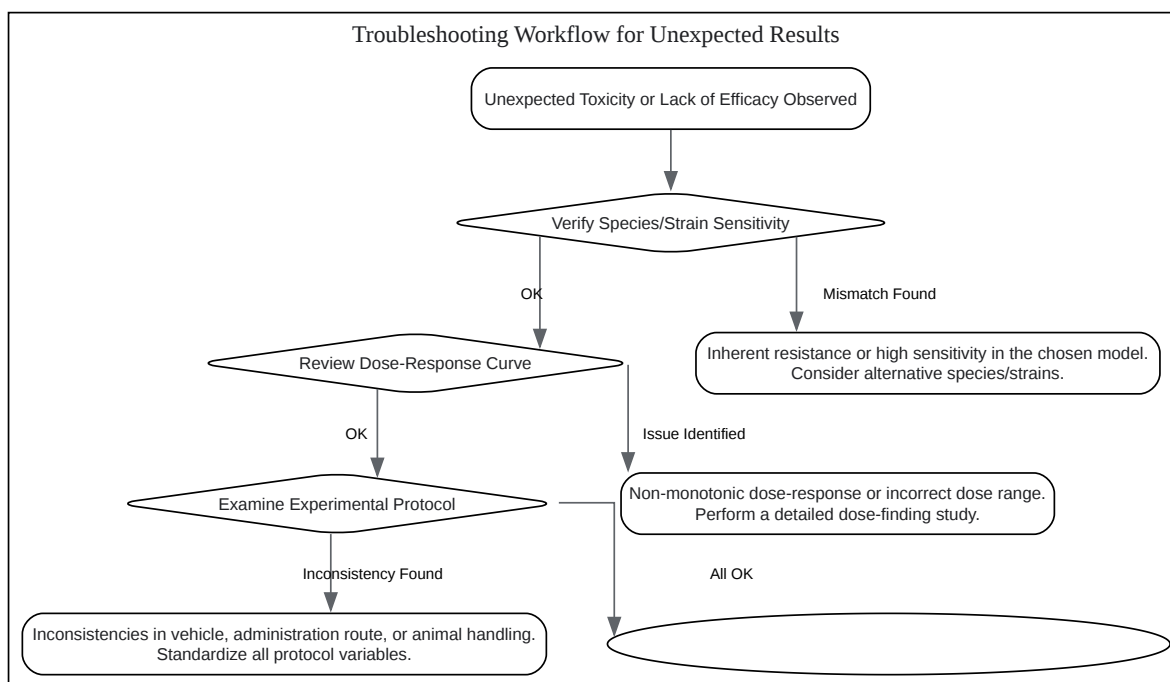 Troubleshooting Workflow for Unexpected Results
Unexpected Toxicity or Lack of Efficacy Observed
Verify Species/Strain Sensitivity
OK
Mismatch Found
Inherent resistance or high sensitivity in the chosen model.
Consider alternative species/strains.
Review Dose-Response Curve
OK
Issue Identified
Non-monotonic dose-response or incorrect dose range.
Perform a detailed dose-finding study.
Examine Experimental Protocol
Inconsistency Found
All OK
Inconsistencies in vehicle, administration route, or animal handling.
Standardize all protocol variables.